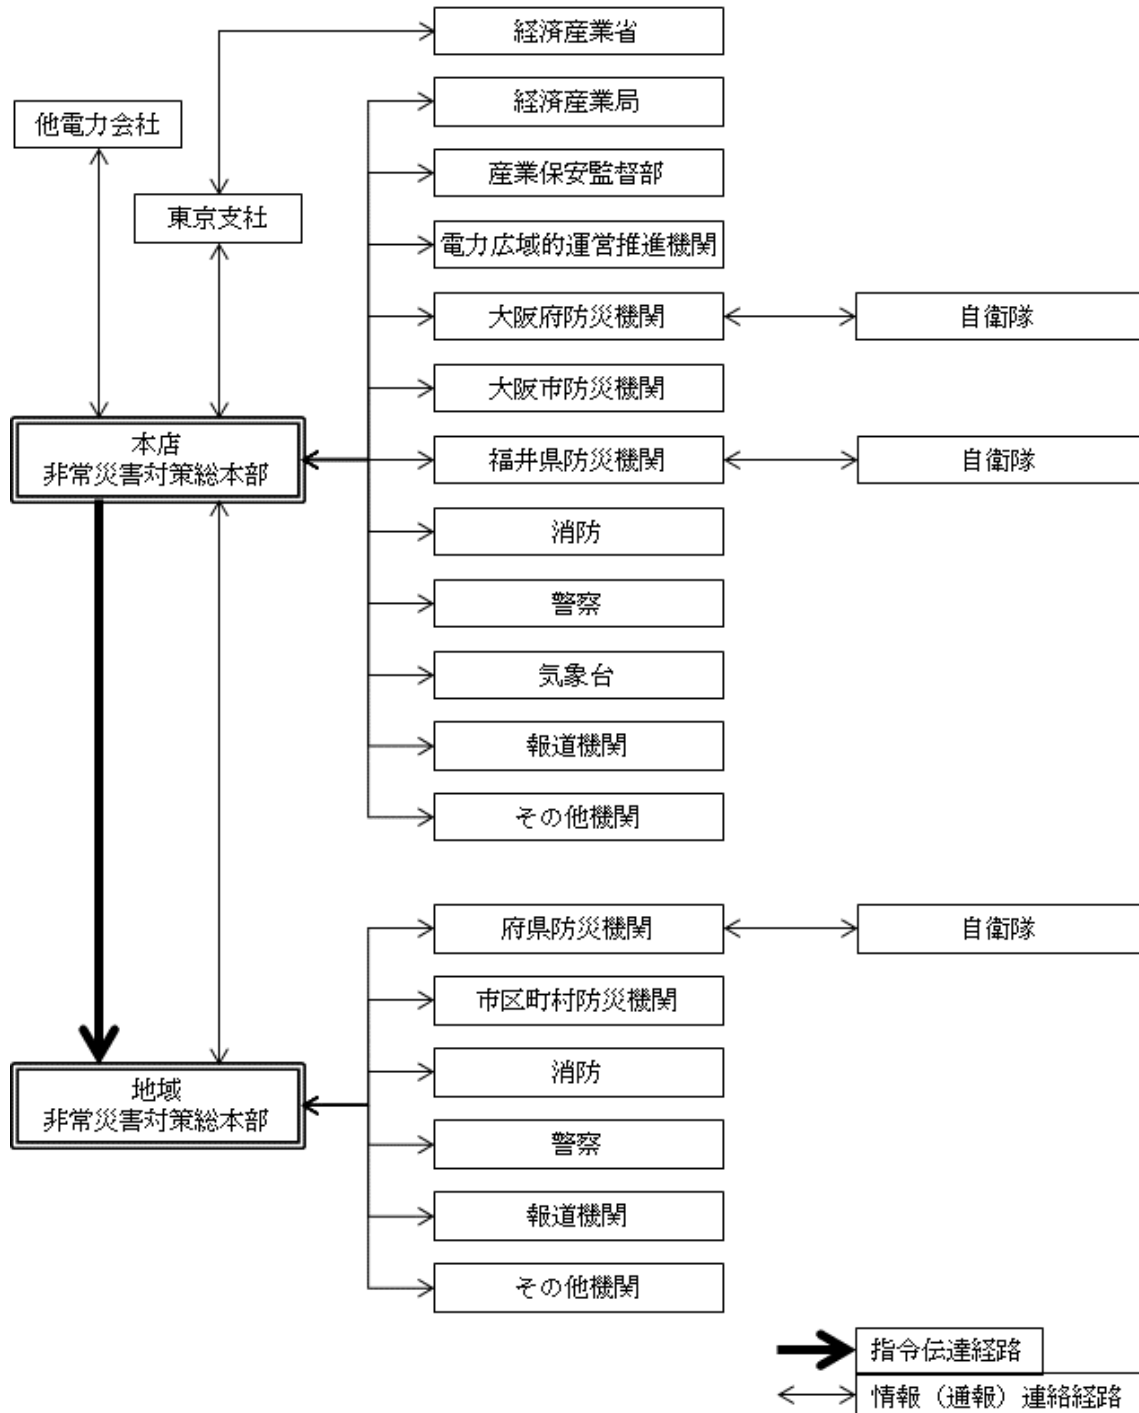 経済産業省
経済産業局
他電力会社
産業保安監督部
東京支社
電力広域的運営推進機関
大阪府防災機関
自衛隊
大阪市防災機関
本店
非常災害対策総本部
福井県防災機関
自衛隊
消防
警察
気象台
報道機関
その他機関
府県防災機関
自衛隊
市区町村防災機関
消防
地域
非常災害対策総本部
警察
報道機関
その他機関
指令伝達経路
情報（通報）連絡経路